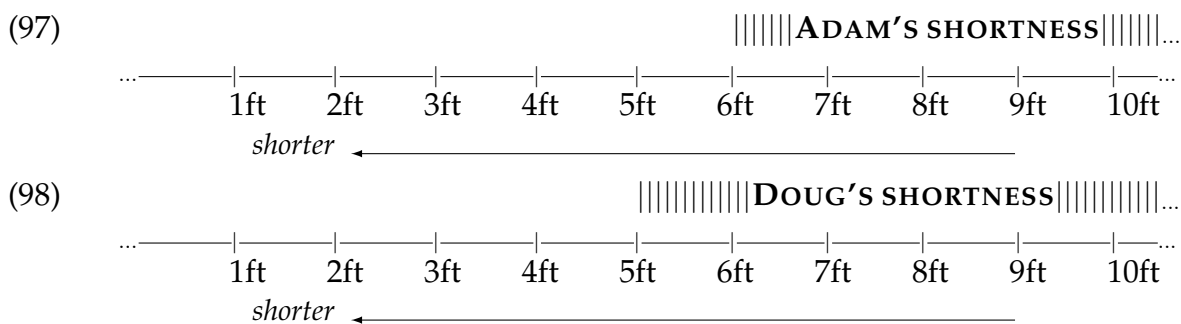 (97) |||||||ADAM'S SHORTNESS|||||||...
... ...
1ft 2ft 3ft 4ft 5ft 6ft 7ft 8ft 9ft 10ft
shorter
(98) |||||||||||||DOUG'S SHORTNESS||||||||||||...
... ...
1ft 2ft 3ft 4ft 5ft 6ft 7ft 8ft 9ft 10ft
shorter